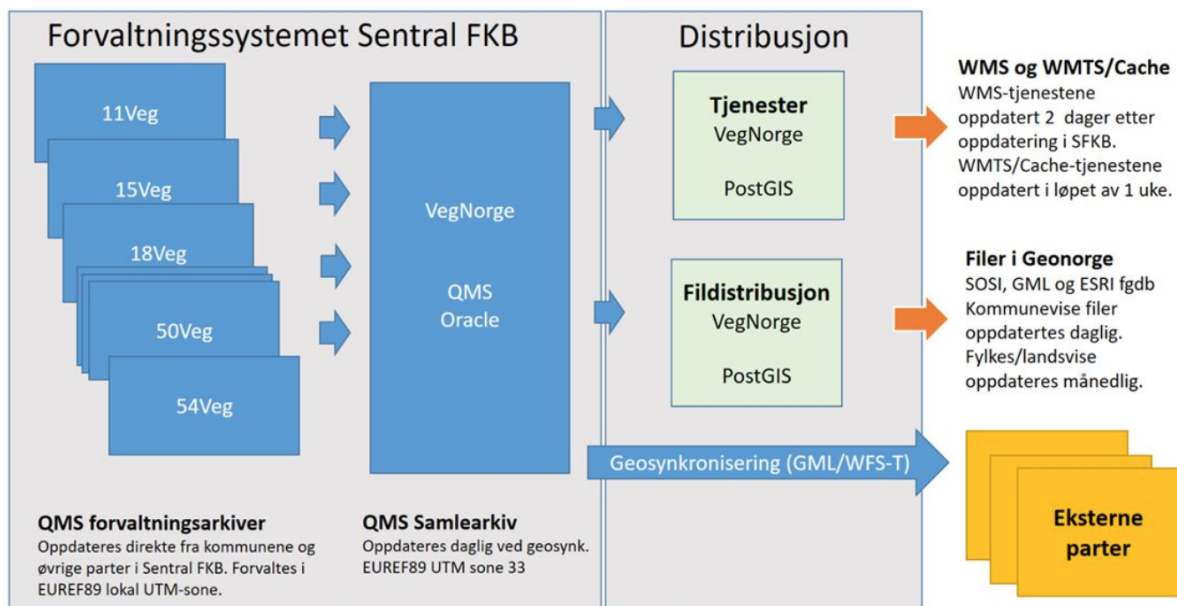 Forvaltningssystemet Sentral FKB
11Veg
15Veg
18Veg
50Veg
54Veg
VegNorge
QMS
Oracle
QMS forvaltningsarkiver
Oppdateres direkte fra kommunene og
øvrige parter i Sentral FKB. Forvaltes i
EUREF89 lokal UTM-sone.
QMS Samlearkiv
Oppdateres daglig ved geosynk.
EUREF89 UTM sone 33
Distribusjon
Tjenester
VegNorge
PostGIS
Fildistribusjon
VegNorge
PostGIS
Geosynkronisering (GML/WFS-T)
WMS og WMTS/Cache
WMS-tjenestene
oppdatert 2 dager etter
oppdatering i SFKB.
WMTS/Cache-tjenestene
oppdatert i løpet av 1 uke.
Filer i Geonorge
SOSI, GML og ESRI fgdb
Kommunevise filer
oppdatertes daglig.
Fylkes/landsvise
oppdateres månedlig.
Eksterne
parter